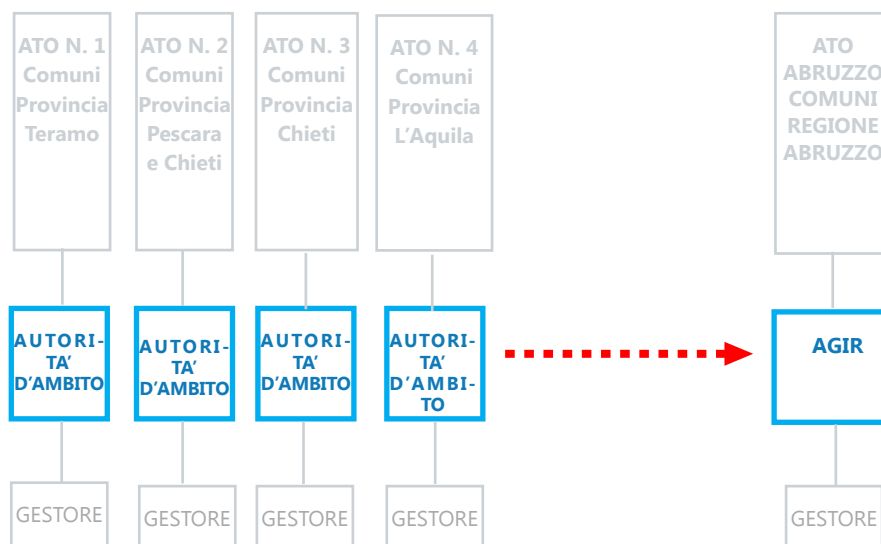 ATO N. 1
Comuni
Provincia
Teramo
ATO N. 2
Comuni
Provincia
Pescara
e Chieti
ATO N. 3
Comuni
Provincia
Chieti
ATO N. 4
Comuni
Provincia
L'Aquila
ATO
ABRUZZO
COMUNI
REGIONE
ABRUZZO
AUTORI-
TA'
D'AMBITO
AUTORI-
TA'
D'AMBITO
AUTORI-
TA'
D'AMBITO
AUTORI-
TA'
D'AMBI-
TO
AGIR
GESTORE
GESTORE
GESTORE
GESTORE
GESTORE